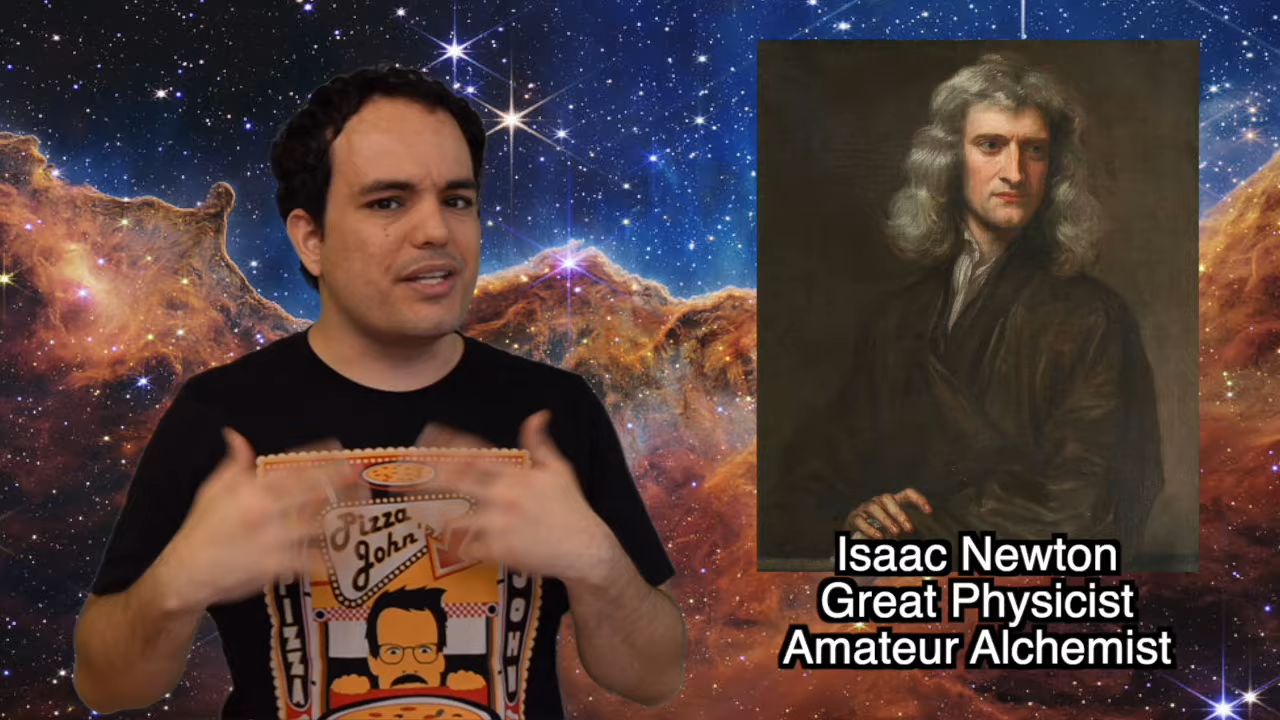 Pizza
John's
PIZZA
JOHN
Isaac Newton
Great Physicist
Amateur Alchemist